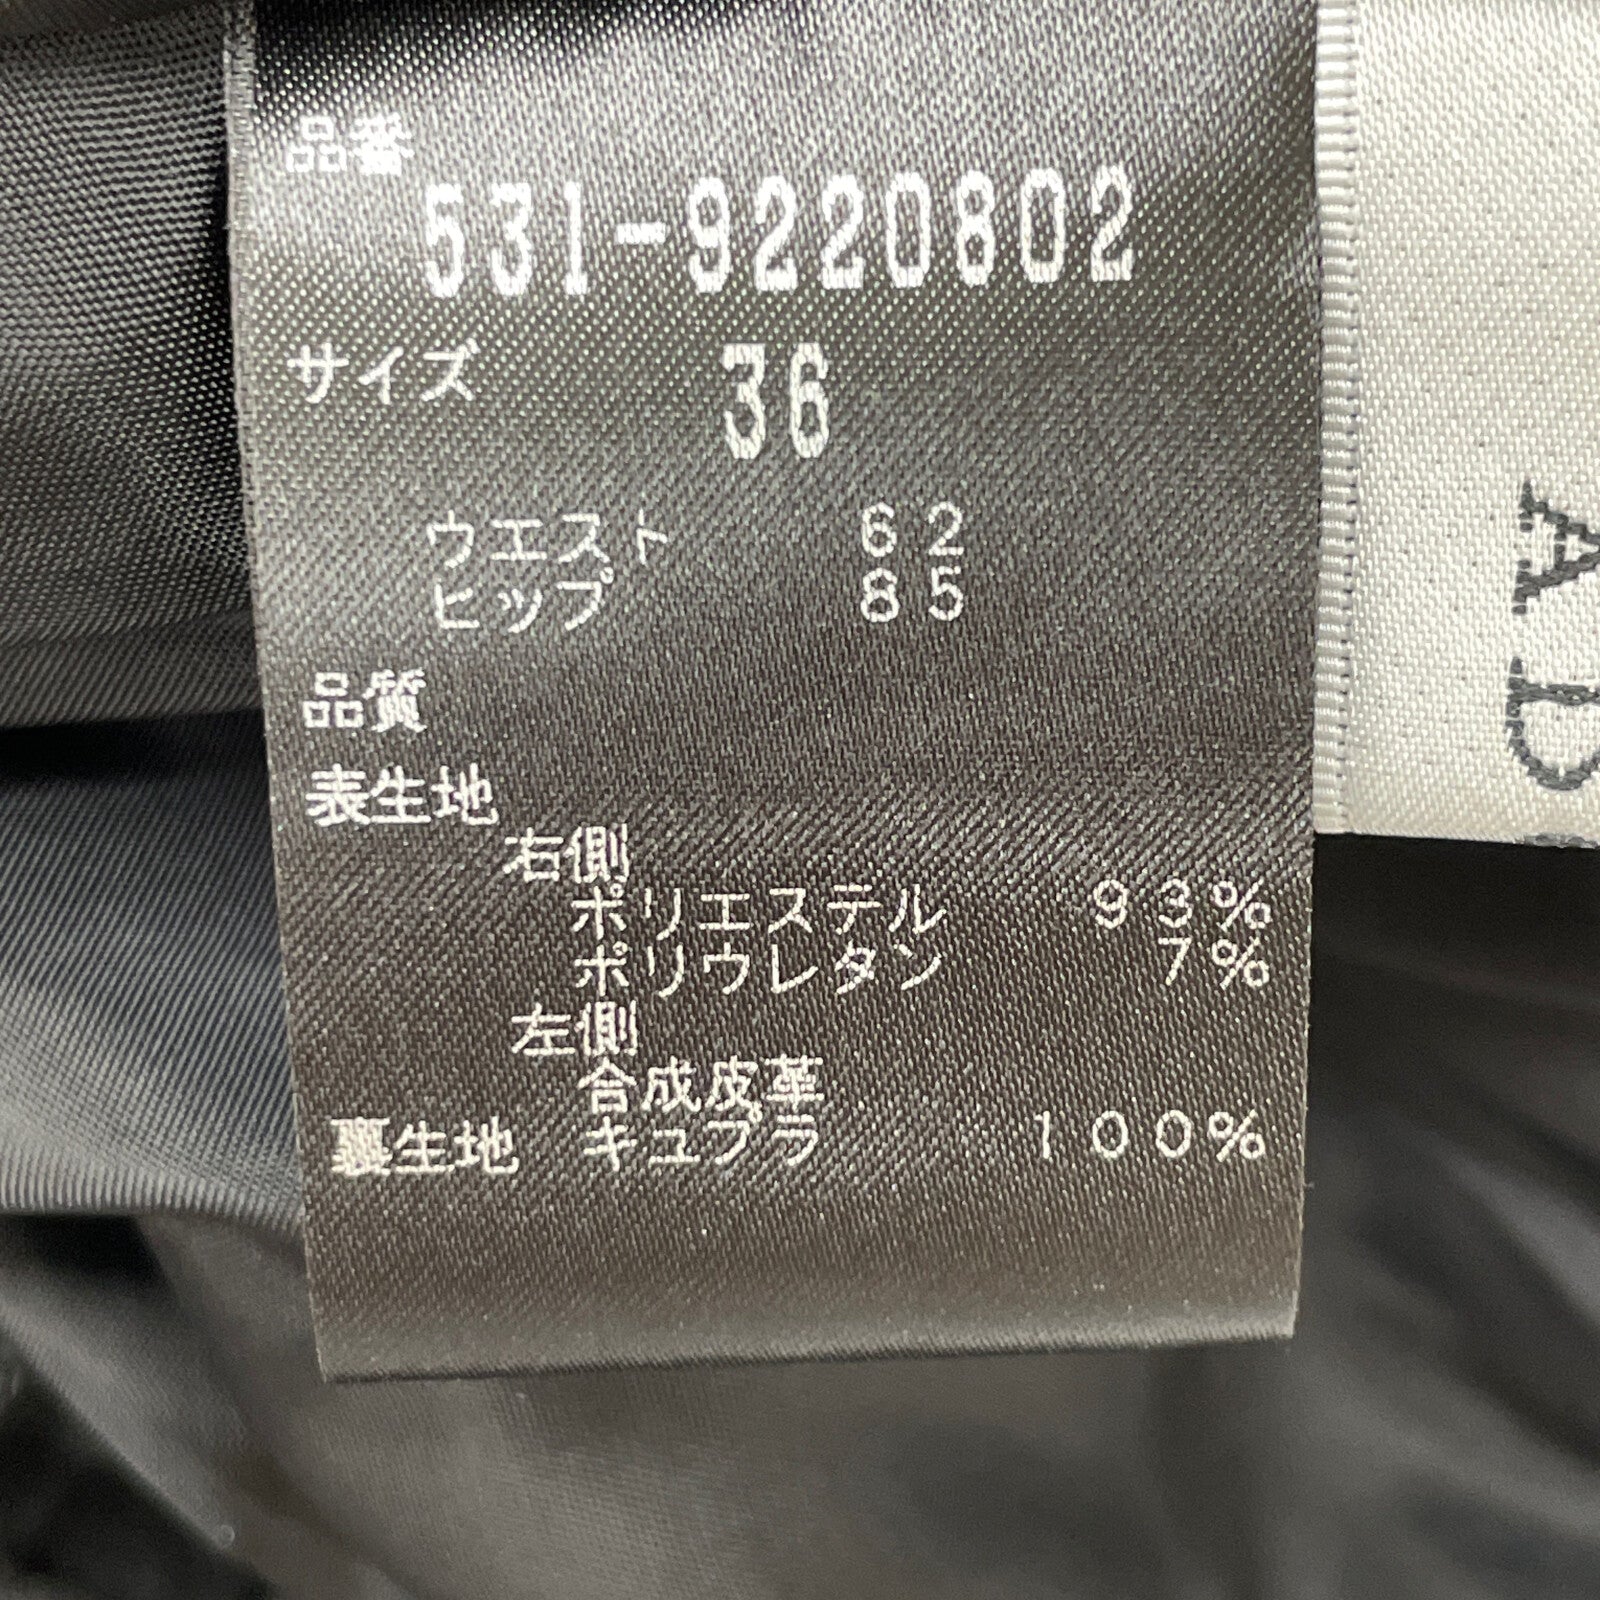 品番
531-9220802
サイズ 36
ウエスト 62
ヒップ 85
品質
表生地
右側
ポリエステル 93%
ポリウレタン 7%
左側
合成皮革
裏生地 キュプラ 100%
A